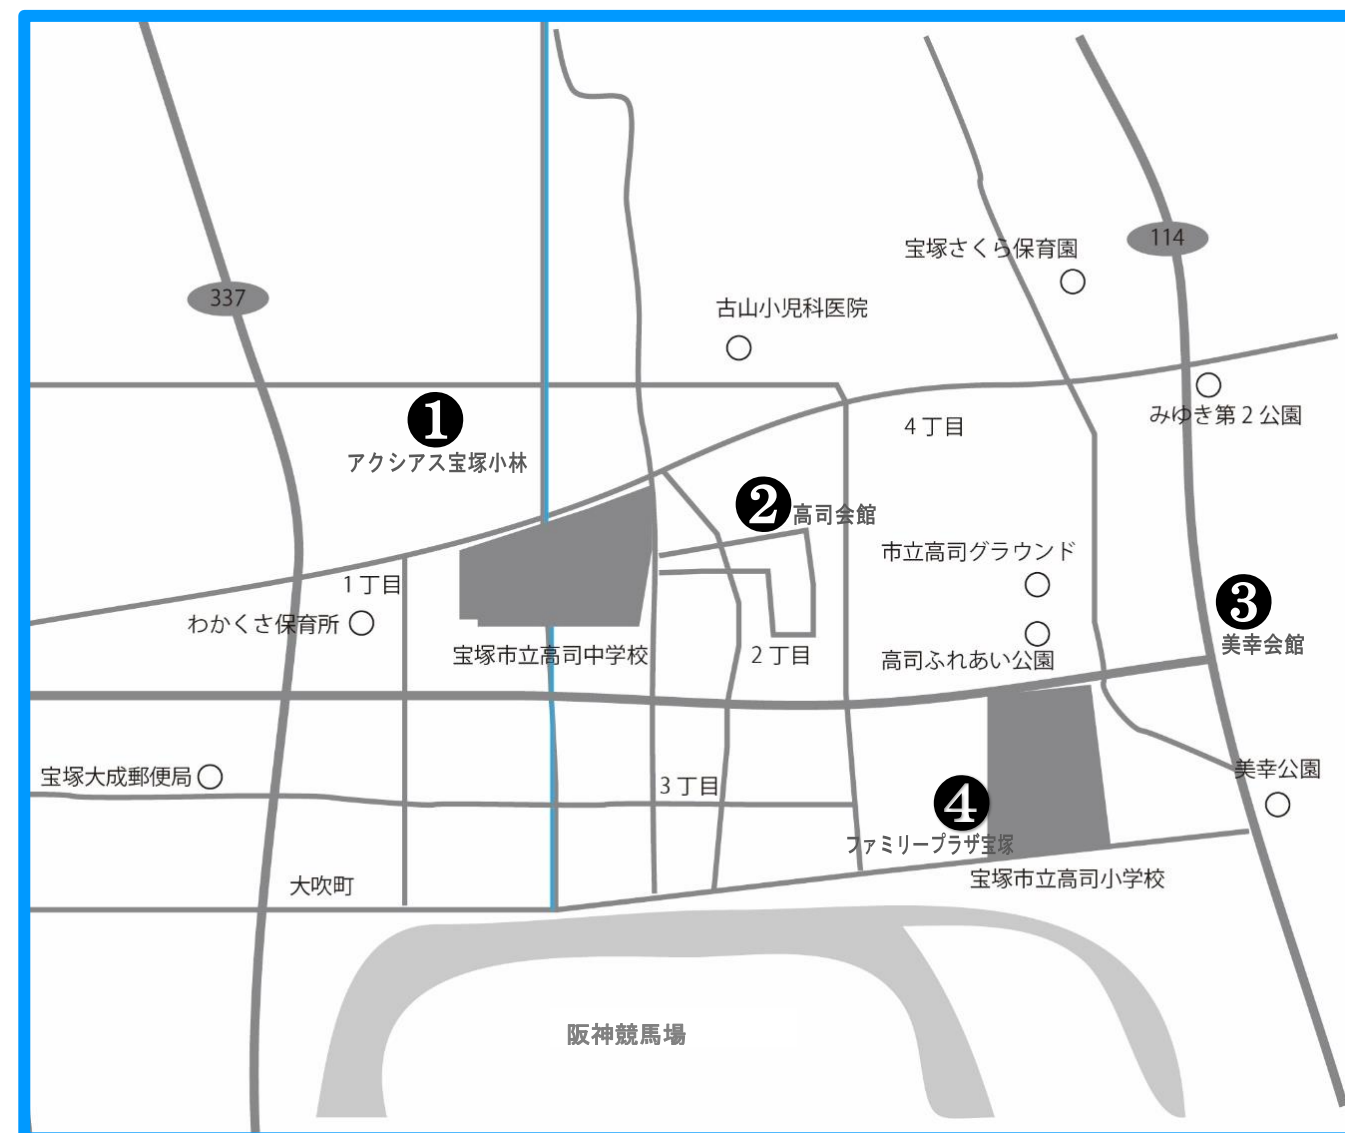 114
宝塚さくら保育園
337
古山小児科医院
❶
アクシアス宝塚小林
みゆき第2公園
4丁目
❷
高司会館
市立高司グラウンド
1丁目
わかくさ保育所
❸
美幸会館
宝塚市立高司中学校
2丁目
高司ふれあい公園
宝塚大成郵便局
3丁目
美幸公園
❹
ファミリープラザ宝塚
大吹町
宝塚市立高司小学校
阪神競馬場